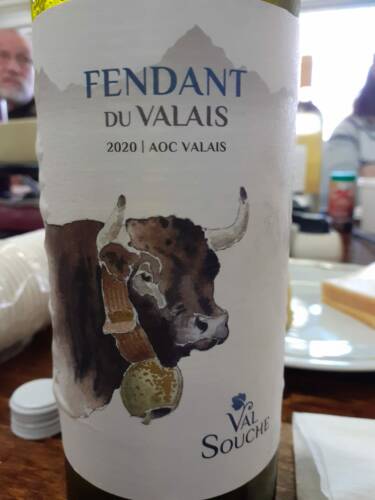 FENDANT
DU VALAIS
2020 | AOC VALAIS
VAL
SOUCHE